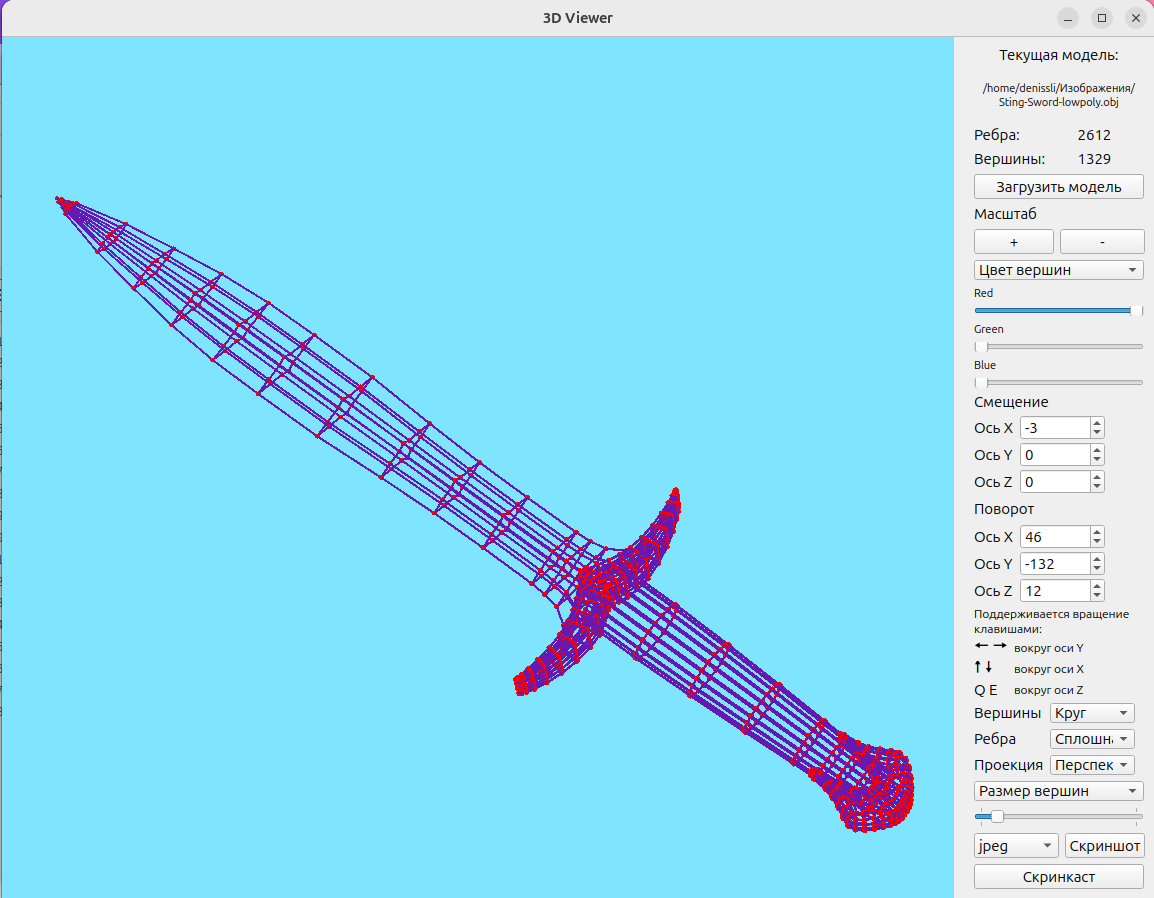 3D Viewer
Текущая модель:
/home/denissli/Изображения/
Sting-Sword-lowpoly.obj
Ребра: 2612
Вершины: 1329
Загрузить модель
Масштаб
+ -
Цвет вершин
Red
Green
Blue
Смещение
Ось X -3
Ось Y 0
Ось Z 0
Поворот
Ось X 46
Ось Y -132
Ось Z 12
Поддерживается вращение
клавишами:
← → вокруг оси Y
↑↓ вокруг оси X
Q E вокруг оси Z
Вершины Круг
Ребра Сплошн
Проекция Перспек
Размер вершин
jpeg Скриншот
Скринкаст